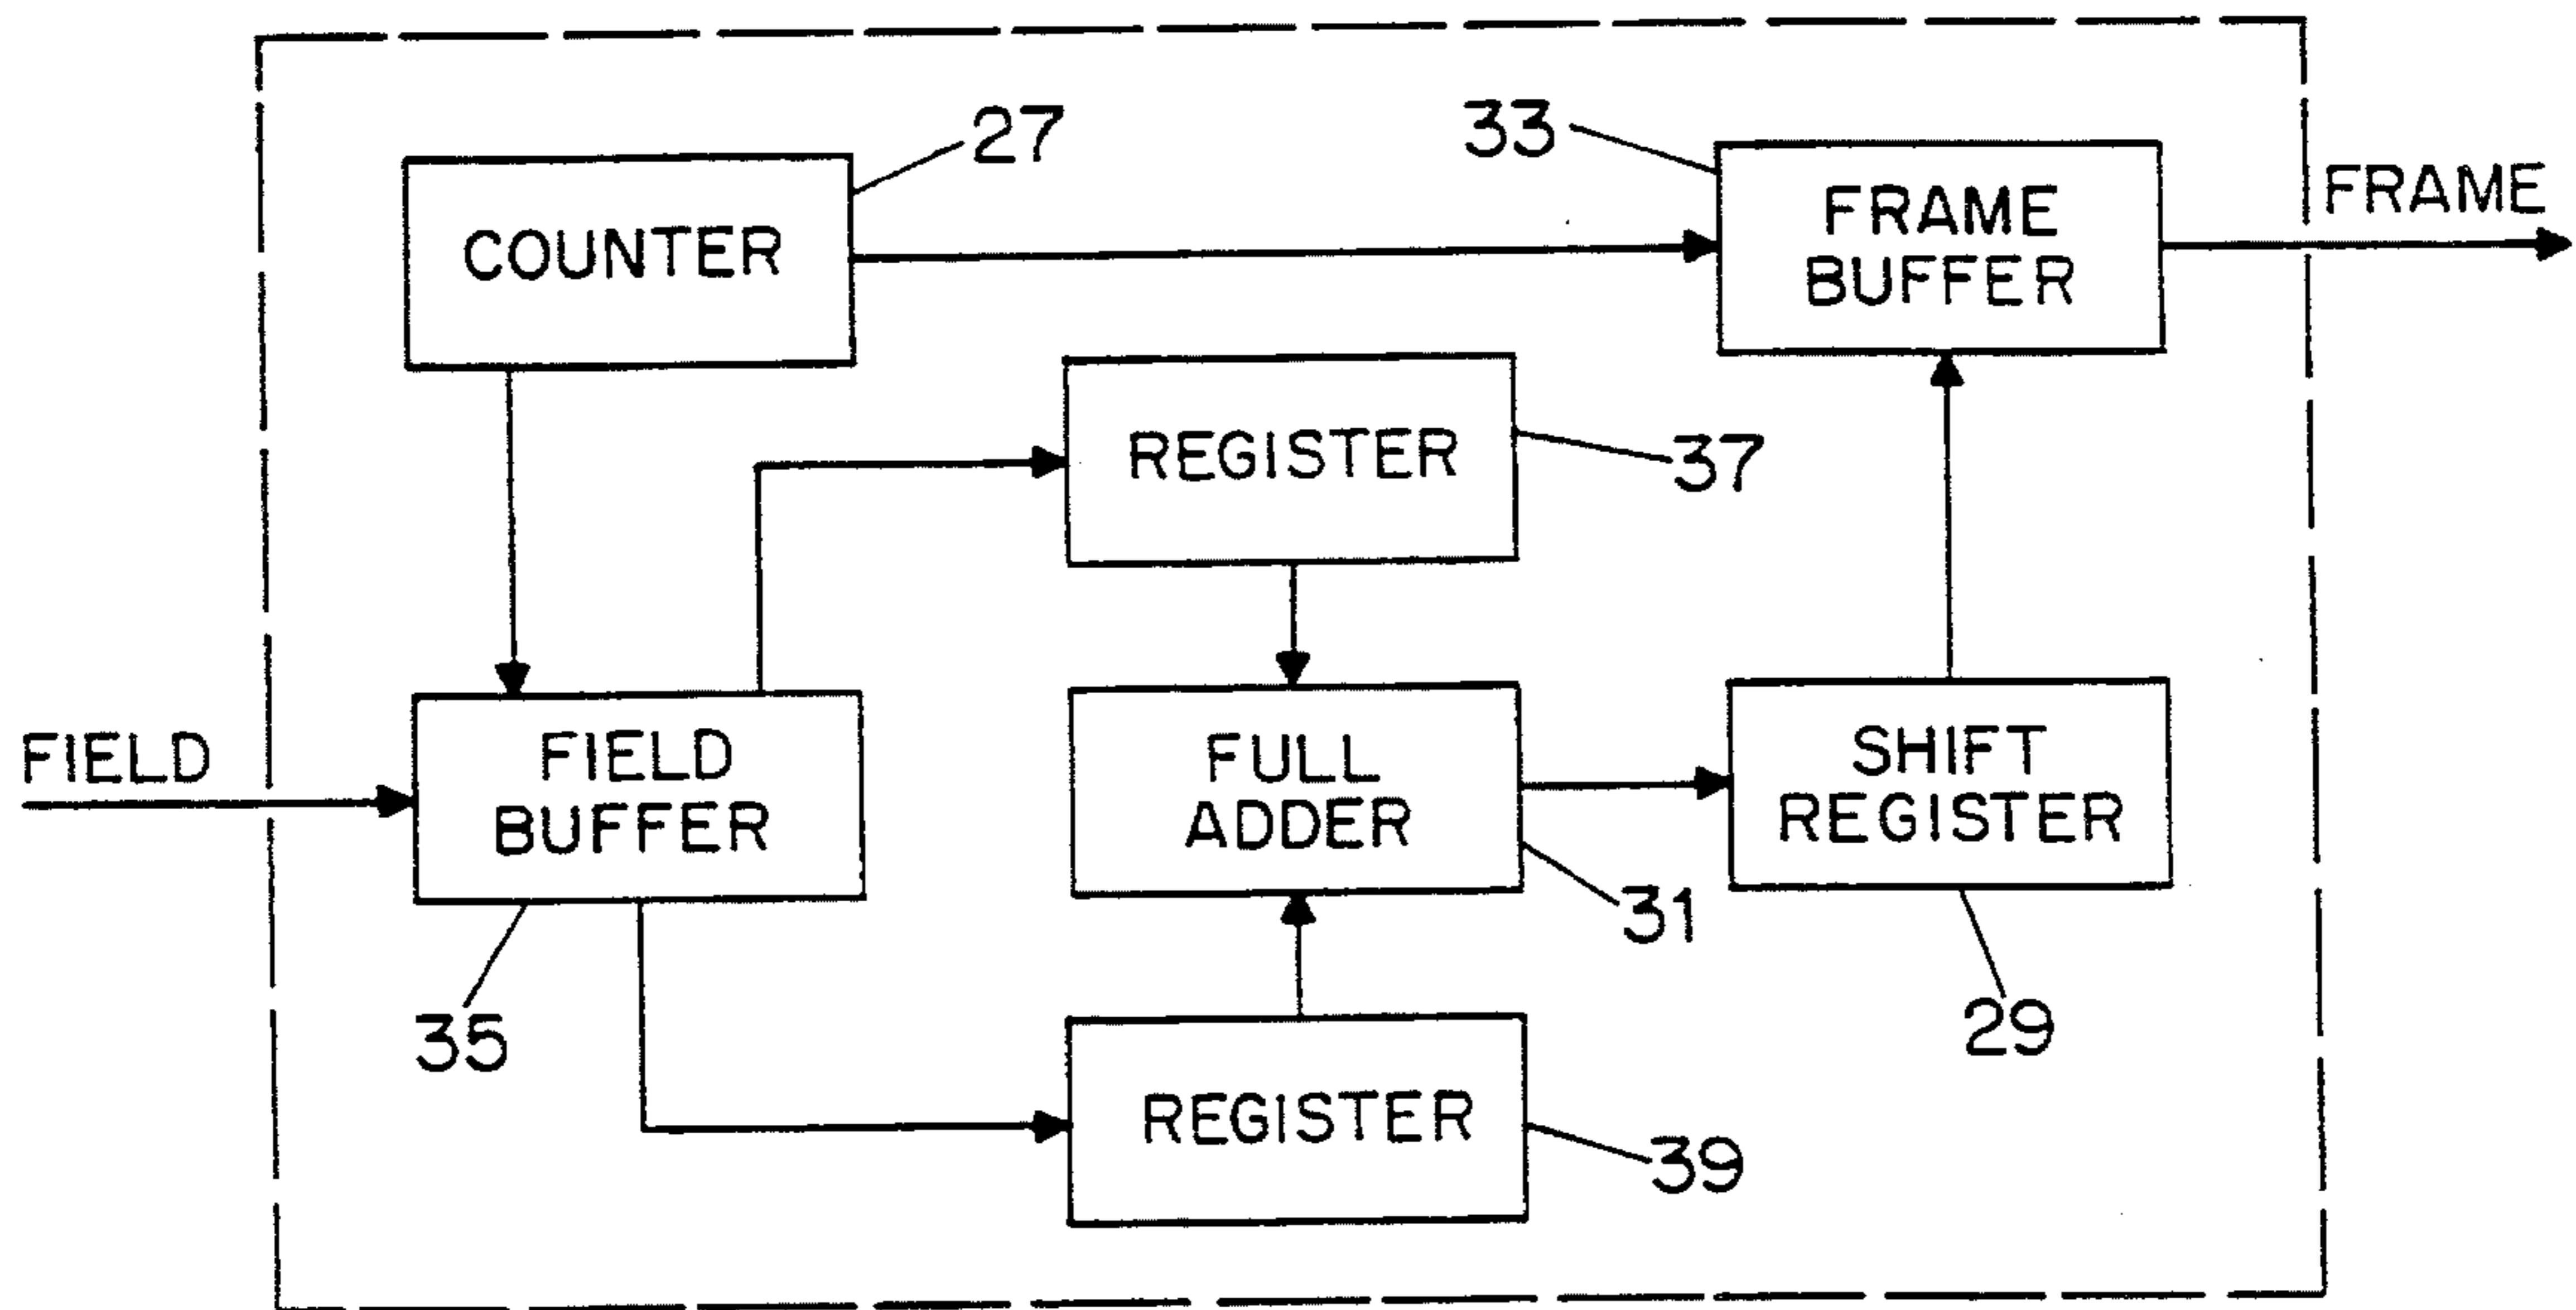 27
33
COUNTER
FRAME
BUFFER
FRAME
REGISTER
37
FIELD
FIELD
BUFFER
FULL
ADDER
SHIFT
REGISTER
31
35
29
REGISTER
39